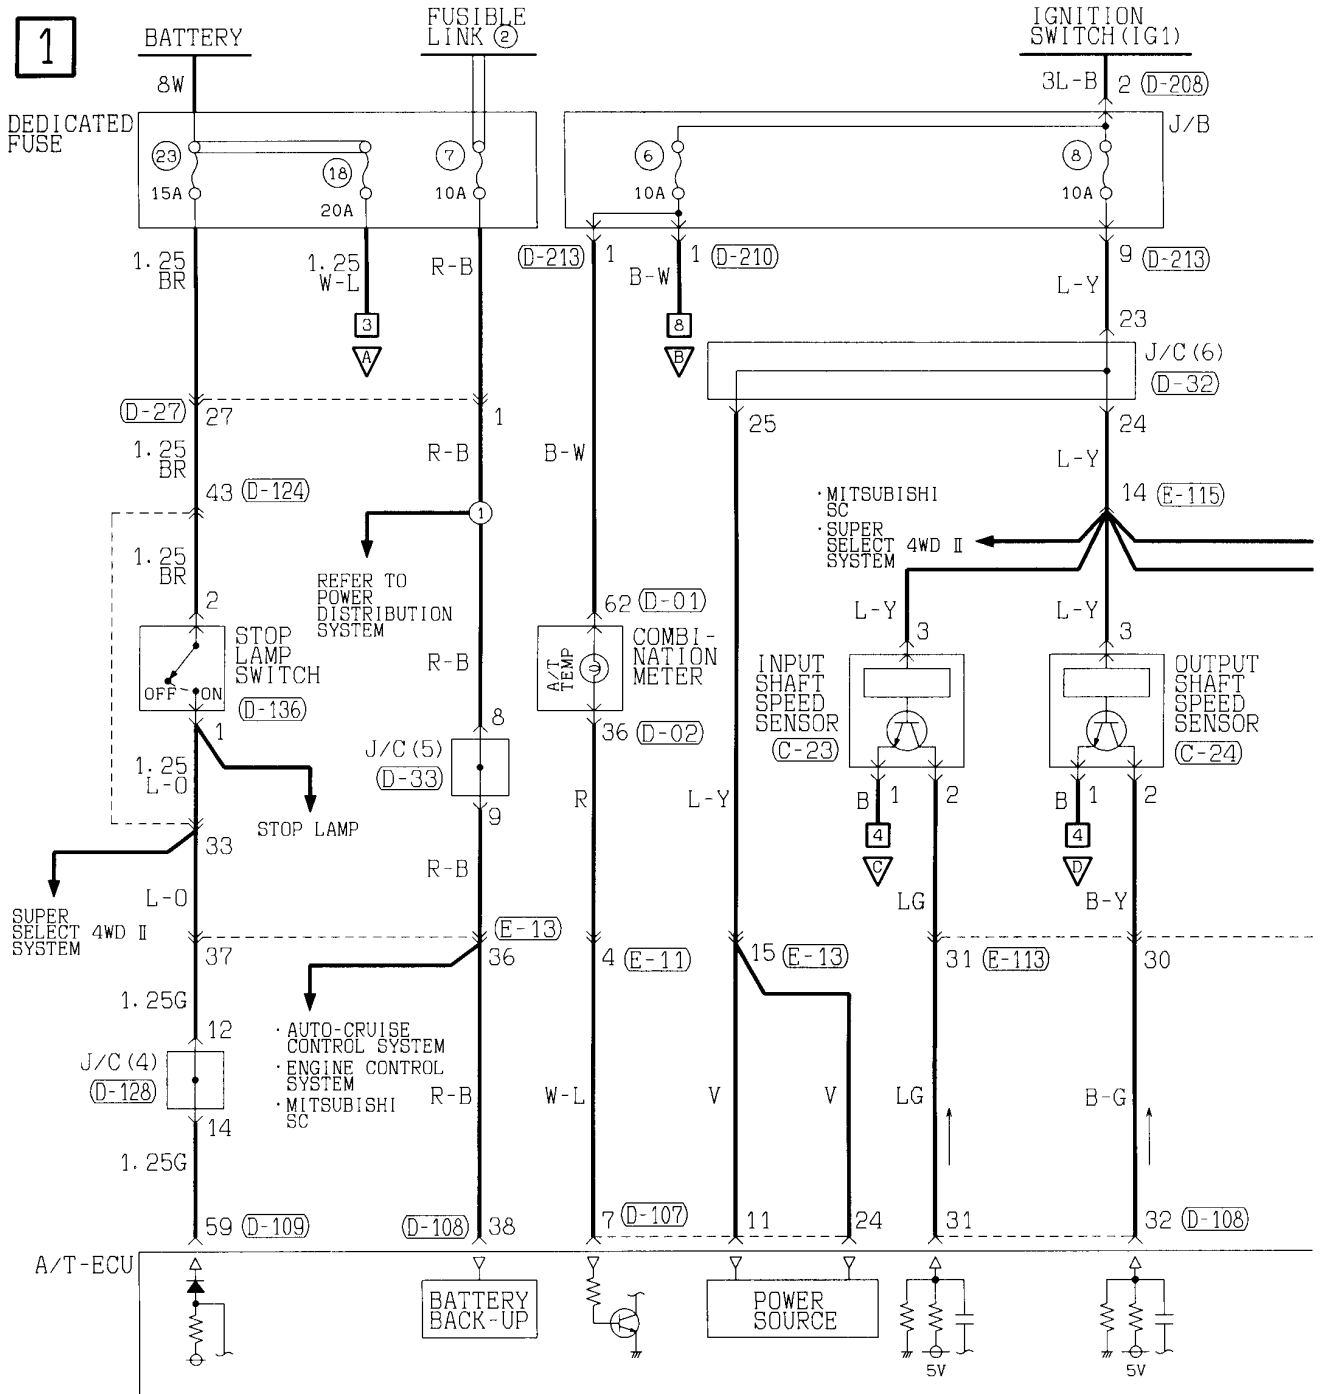 1
BATTERY
FUSIBLE
LINK ②
IGNITION
SWITCH(IG1)
8W
3L-B 2 D-208
DEDICATED
FUSE
J/B
23
18
7
6
8
15A
20A
10A
10A
10A
1.25
BR
1.25
W-L
R-B
D-213 1
B-W
1 D-210
9 D-213
L-Y
3
A
8
B
23
J/C(6)
D-32
D-27 27
1
25
24
1.25
BR
R-B
B-W
L-Y
43 D-124
1
·MITSUBISHI
SC
·SUPER
SELECT 4WD II
SYSTEM
14 E-115
1.25
BR
REFER TO
POWER
DISTRIBUTION
SYSTEM
2
62 D-01
L-Y
L-Y
3
3
STOP
LAMP
SWITCH
OFF ON
D-136
R-B
A/T
TEMP
COMBI-
NATION
METER
INPUT
SHAFT
SPEED
SENSOR
C-23
OUTPUT
SHAFT
SPEED
SENSOR
C-24
1
8
36 D-02
J/C(5)
D-33
1.25
L-O
R
L-Y
B 1
2
B 1
2
9
STOP LAMP
33
4
C
4
D
R-B
L-O
LG
B-Y
SUPER
SELECT 4WD II
SYSTEM
E-13
37
36
4 E-11
15 E-13
31 E-113
30
1.25G
12
·AUTO-CRUISE
CONTROL SYSTEM
·ENGINE CONTROL
SYSTEM
·MITSUBISHI
SC
J/C(4)
D-128
R-B
W-L
V
V
LG
B-G
14
1.25G
59 D-109
D-108 38
7 D-107
11
24
31
32 D-108
A/T-ECU
BATTERY
BACK-UP
POWER
SOURCE
5V
5V